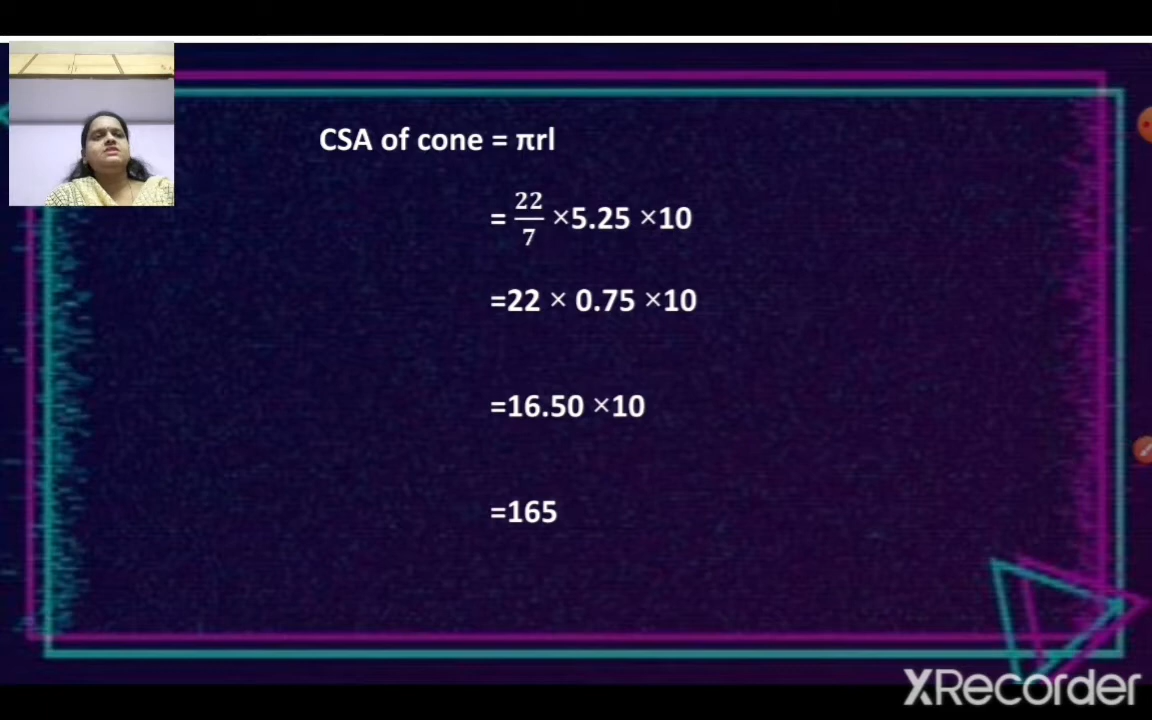 CSA of cone = πrl
= 22/7 ×5.25 ×10
=22 × 0.75 ×10
=16.50 ×10
=165
XRecorder